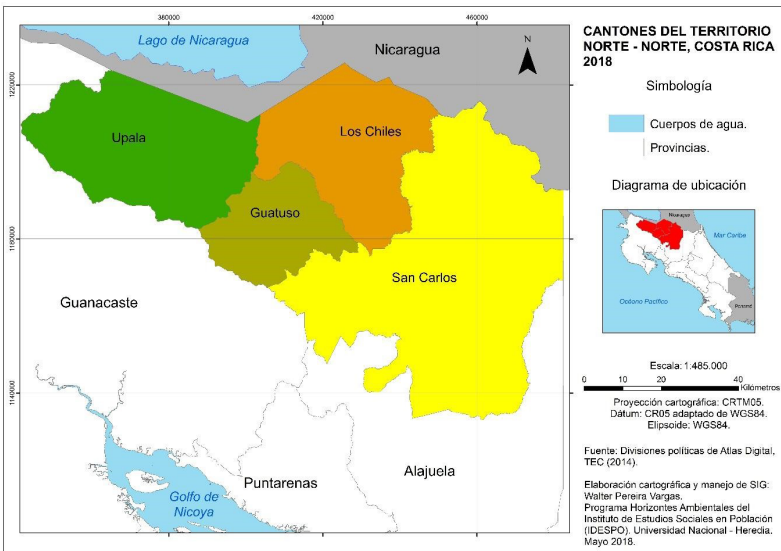 380000
420000
460000
1220000
1180000
1140000
Lago de Nicaragua
Nicaragua
N
Upala
Los Chiles
Guatuso
San Carlos
Guanacaste
Puntarenas
Alajuela
Golfo de
Nicoya
CANTONES DEL TERRITORIO
NORTE - NORTE, COSTA RICA
2018
Simbología
Cuerpos de agua.
Provincias.
Diagrama de ubicación
Nicaragua
Mar Caribe
Océano Pacífico
Panamá
Escala: 1:485.000
0 10 20 40
Kilómetros
Proyección cartográfica: CRTM05.
Dátum: CR05 adaptado de WGS84.
Elipsoide: WGS84.
Fuente: Divisiones políticas de Atlas Digital,
TEC (2014).
Elaboración cartográfica y manejo de SIG:
Walter Pereira Vargas.
Programa Horizontes Ambientales del
Instituto de Estudios Sociales en Población
(IDESPO). Universidad Nacional - Heredia,
Mayo 2018.